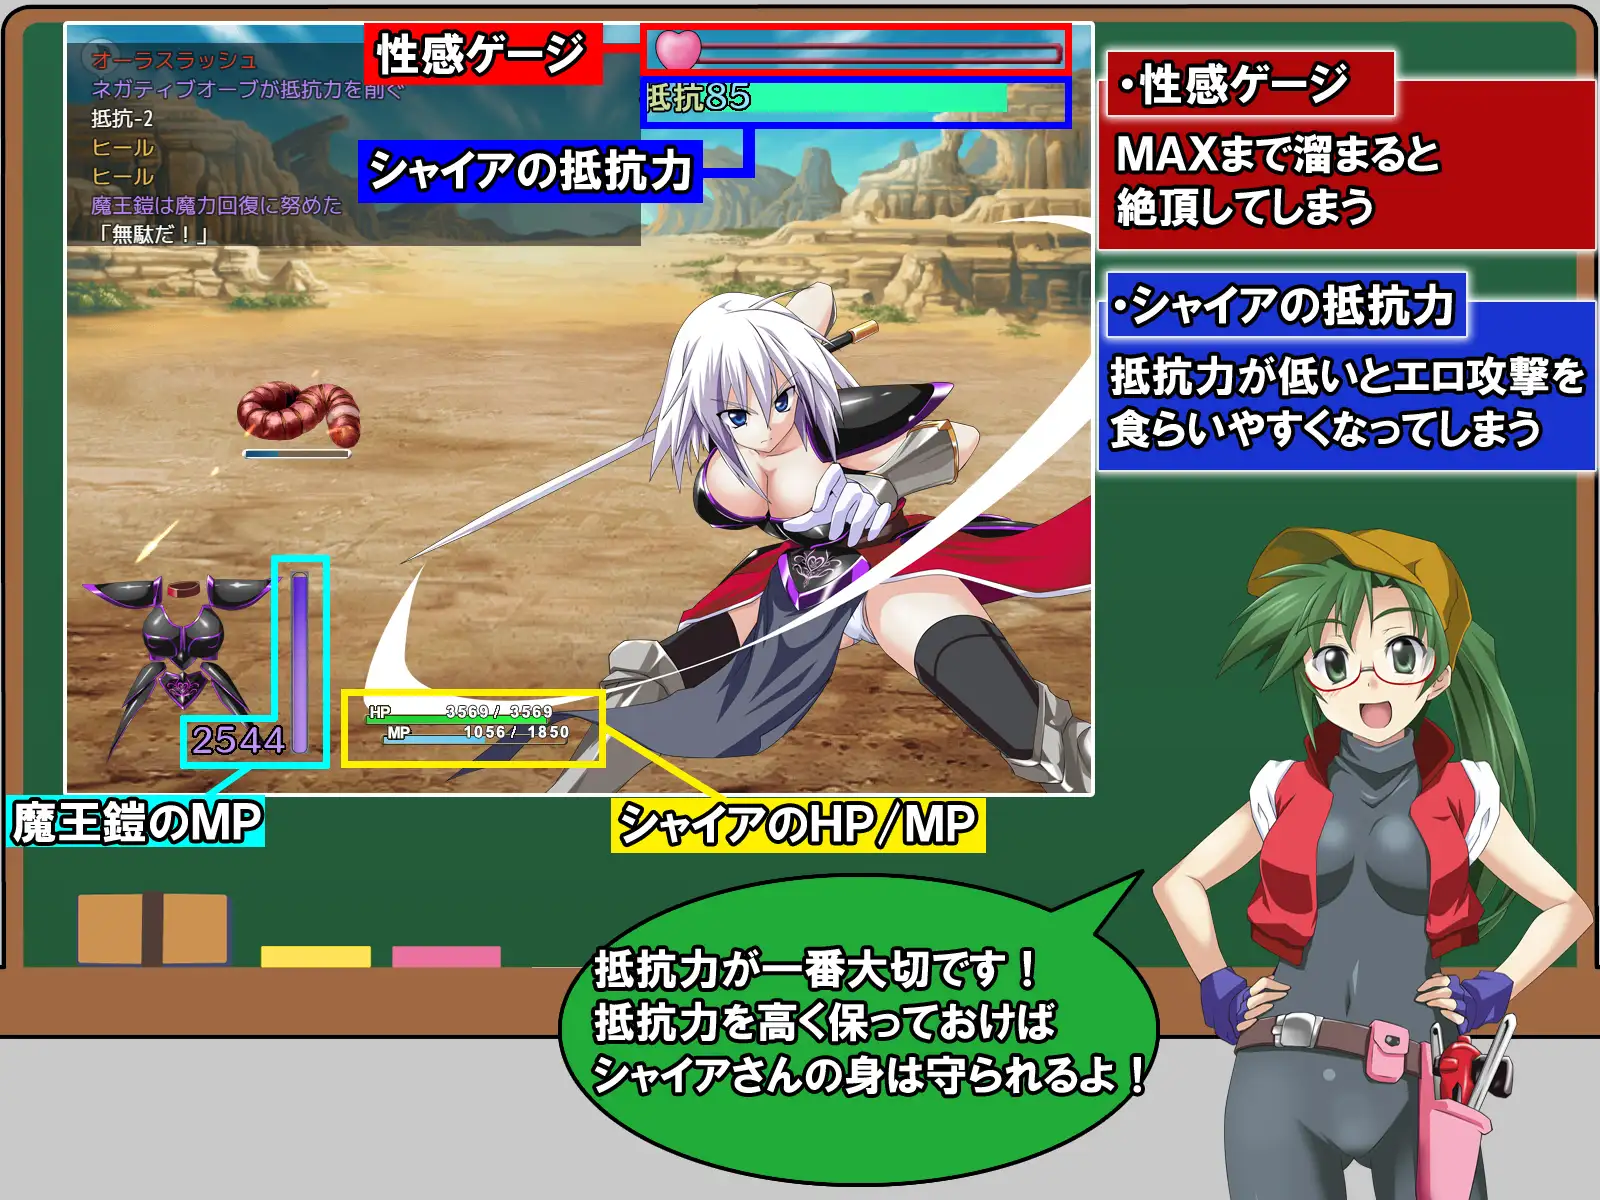 オーラスラッシュ
ネガティブオーブが抵抗力を削ぐ
抵抗-2
ヒール
ヒール
魔王鎧は魔力回復に努めた
「無駄だ！」
性感ゲージ
抵抗85
シャイアの抵抗力
・性感ゲージ
MAXまで溜まると
絶頂してしまう
・シャイアの抵抗力
抵抗力が低いとエロ攻撃を
食らいやすくなってしまう
2544
HP 3569/ 3569
MP 1056/ 1850
魔王鎧のMP
シャイアのHP/MP
抵抗力が一番大切です！
抵抗力を高く保っておけば
シャイアさんの身は守られるよ！